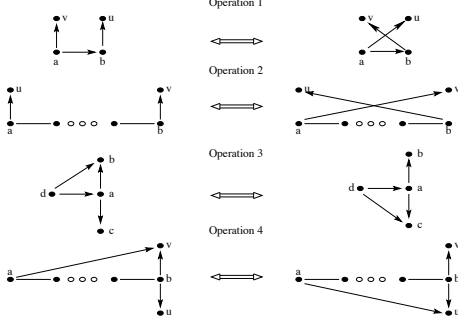 Operation 1
v u v u
a b a b
Operation 2
u v u v
a b a b
Operation 3
b b
d a d a
c c
Operation 4
v v
a b a b
u u